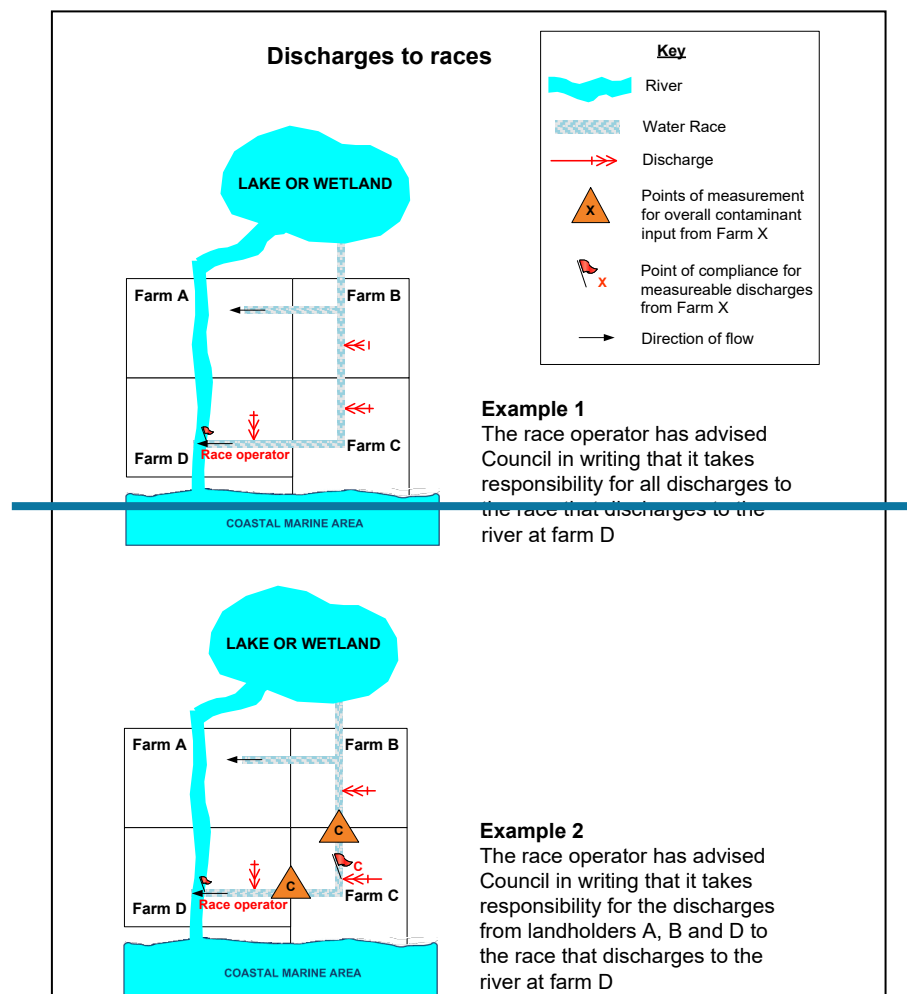 Discharges to races
Key
River
Water Race
Discharge
X
Points of measurement
for overall contaminant
input from Farm X
X
Point of compliance for
measureable discharges
from Farm X
Direction of flow
LAKE OR WETLAND
Farm A
Farm B
Farm D
Race operator
Farm C
COASTAL MARINE AREA
Example 1
The race operator has advised
Council in writing that it takes
responsibility for all discharges to
the race that discharges to the
river at farm D
LAKE OR WETLAND
Farm A
Farm B
C
C
C
Farm D
Race operator
Farm C
COASTAL MARINE AREA
Example 2
The race operator has advised
Council in writing that it takes
responsibility for the discharges
from landholders A, B and D to
the race that discharges to the
river at farm D